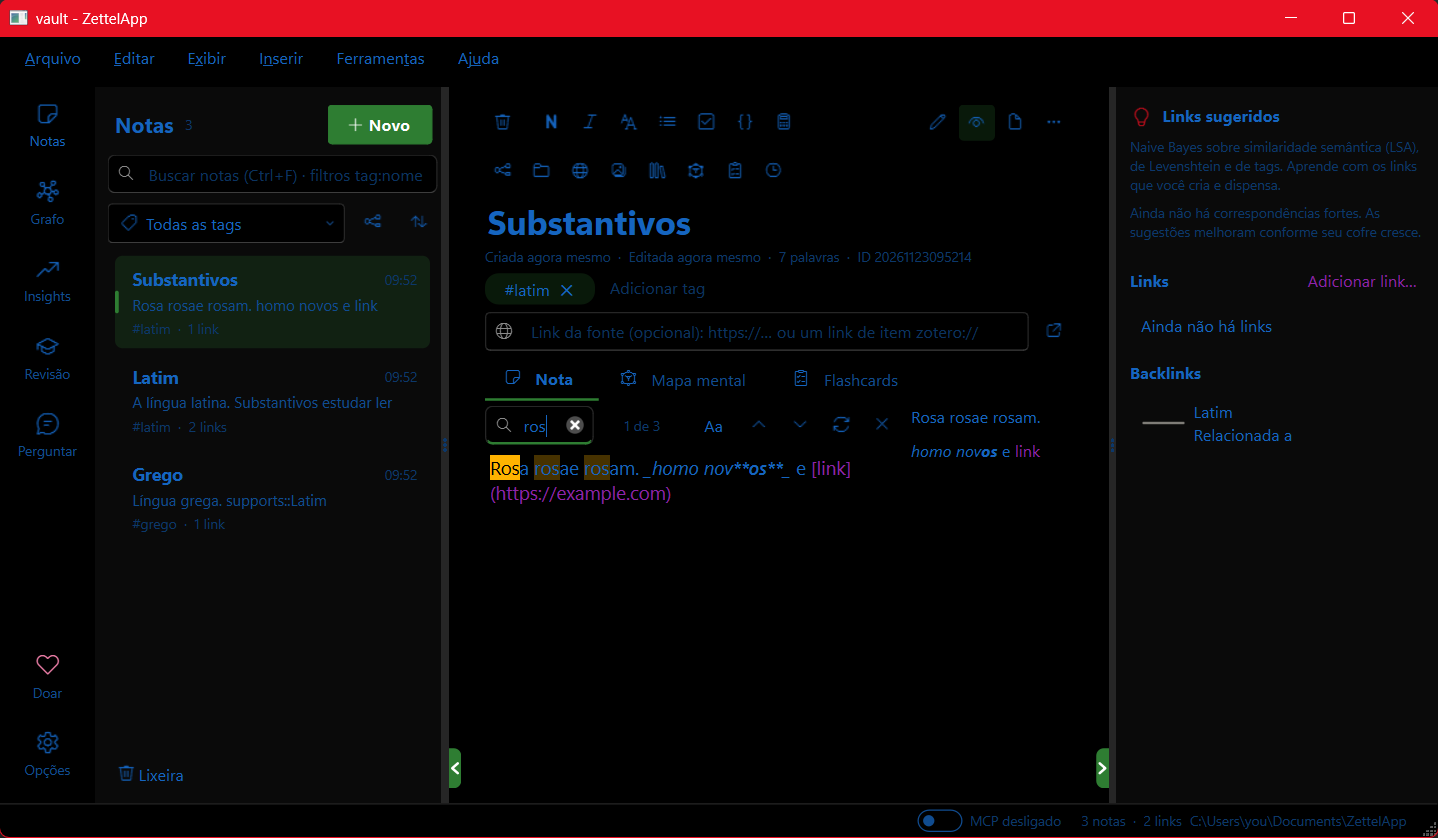 vault - ZettelApp
Arquivo Editar Exibir Inserir Ferramentas Ajuda
Notas
Grafo
Insights
Revisão
Perguntar
Doar
Opções
Notas 3
+ Novo
Buscar notas (Ctrl+F) · filtros tag:nome
Todas as tags
Substantivos 09:52
Rosa rosae rosam. homo novos e link
#latim · 1 link
Latim 09:52
A língua latina. Substantivos estudar ler
#latim · 2 links
Grego 09:52
Língua grega. supports::Latim
#grego · 1 link
Lixeira
N I AA {}
Substantivos
Criada agora mesmo · Editada agora mesmo · 7 palavras · ID 20261123095214
#latim Adicionar tag
Link da fonte (opcional): https://... ou um link de item zotero://
Nota Mapa mental Flashcards
ros 1 de 3 Aa
Rosa rosae rosam. _homo nov**os**_ e [link]
(https://example.com)
Rosa rosae rosam.
homo novos e link
Links sugeridos
Naive Bayes sobre similaridade semântica (LSA),
de Levenshtein e de tags. Aprende com os links
que você cria e dispensa.
Ainda não há correspondências fortes. As
sugestões melhoram conforme seu cofre cresce.
Links Adicionar link...
Ainda não há links
Backlinks
Latim
Relacionada a
MCP desligado 3 notas · 2 links C:\Users\you\Documents\ZettelApp